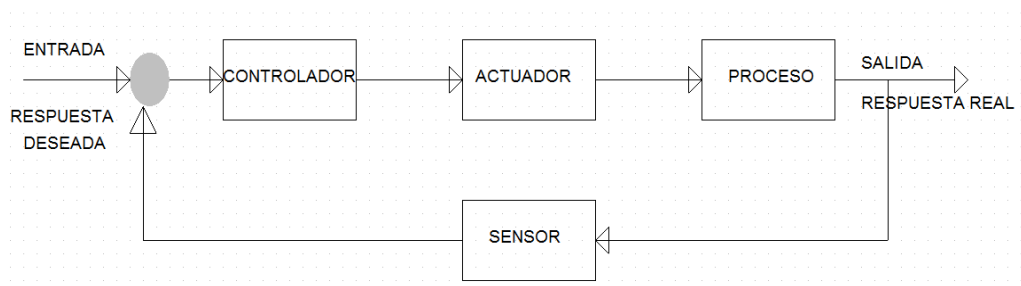 ENTRADA
RESPUESTA
DESEADA
CONTROLADOR
ACTUADOR
PROCESO
SALIDA
RESPUESTA REAL
SENSOR